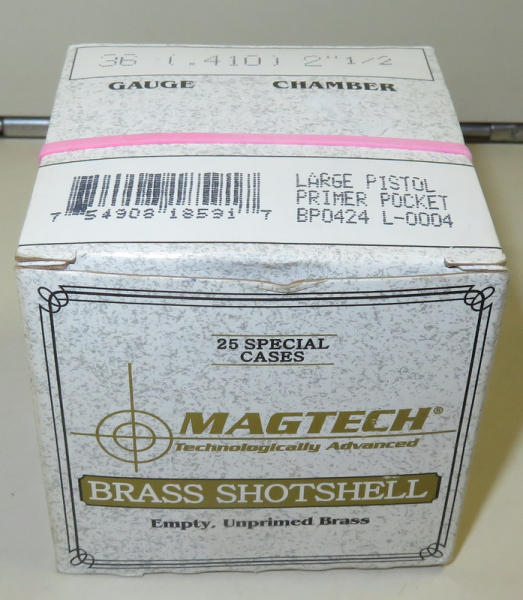 36 (.410) 2"1/2
GAUGE CHAMBER
LARGE PISTOL
PRIMER POCKET
BP0424 L-0004
7 54908 18591 7
25 SPECIAL
CASES
MAGTECH®
Technologically Advanced
BRASS SHOTSHELL
Empty, Unprimed Brass